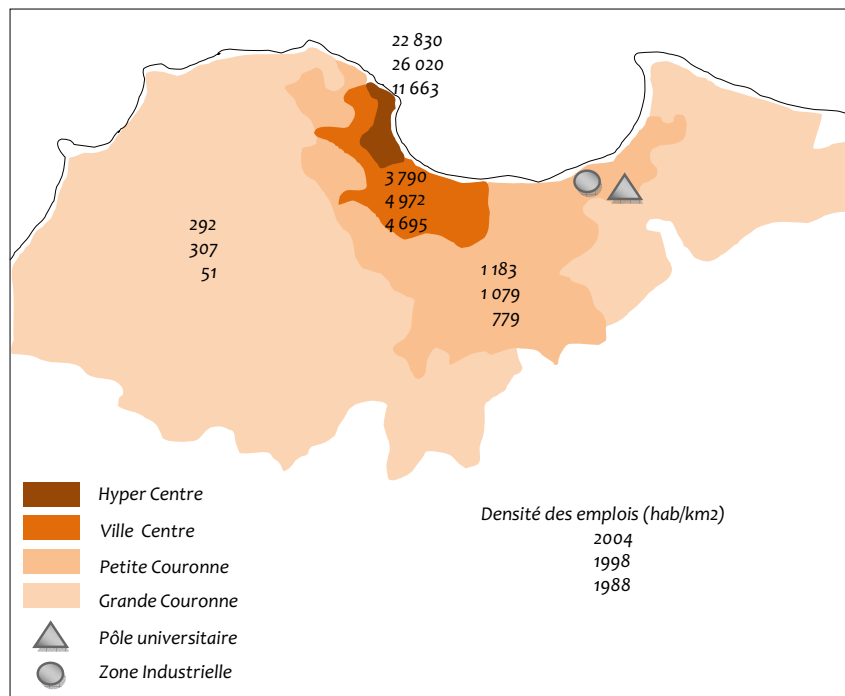 22 830
26 020
11 663
3 790
4 972
4 695
292
307
51
1 183
1 079
779
Hyper Centre
Ville Centre
Petite Couronne
Grande Couronne
Pôle universitaire
Zone Industrielle
Densité des emplois (hab/km2)
2004
1998
1988